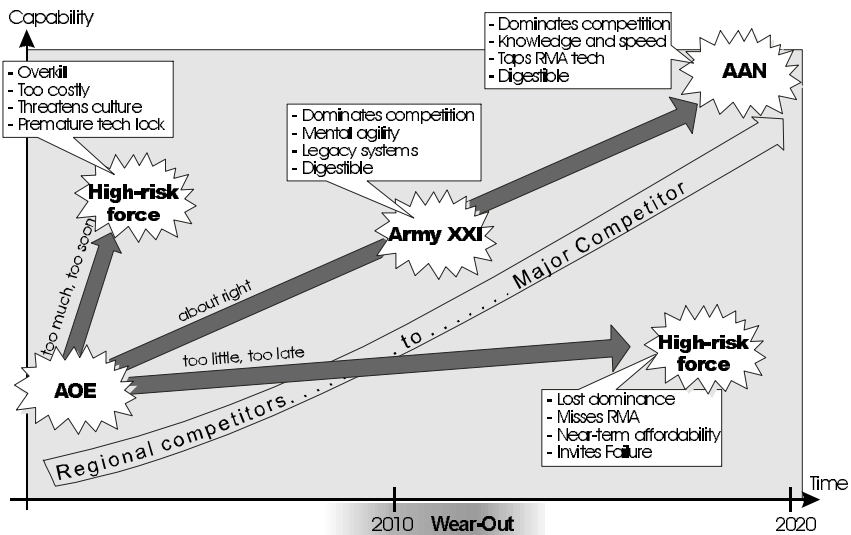 Capability
- Overkill
- Too costly
- Threatens culture
- Premature tech lock
- Dominates competition
- Knowledge and speed
- Taps RMA tech
- Digestible
AAN
- Dominates competition
- Mental agility
- Legacy systems
- Digestible
High-risk
force
Army XXI
too much, too soon
about right
too little, too late
AOE
Regional competitors. . . . . . . . to . . . . . . . Major Competitor
High-risk
force
- Lost dominance
- Misses RMA
- Near-term affordability
- Invites Failure
Time
2010 Wear-Out 2020